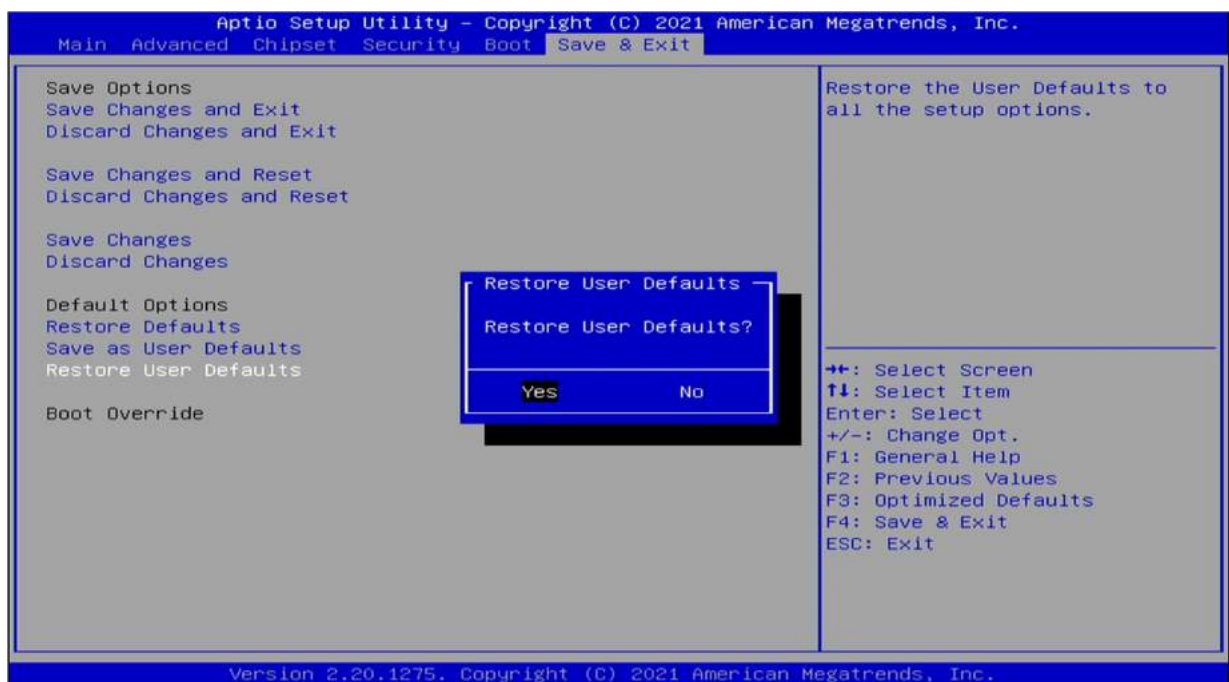 Aptio Setup Utility – Copyright (C) 2021 American Megatrends, Inc.
Main Advanced Chipset Security Boot Save & Exit
Save Options
Save Changes and Exit
Discard Changes and Exit
Save Changes and Reset
Discard Changes and Reset
Save Changes
Discard Changes
Default Options
Restore Defaults
Save as User Defaults
Restore User Defaults
Boot Override
Restore User Defaults
Restore User Defaults?
Yes No
Restore the User Defaults to
all the setup options.
→←: Select Screen
↑↓: Select Item
Enter: Select
+/-: Change Opt.
F1: General Help
F2: Previous Values
F3: Optimized Defaults
F4: Save & Exit
ESC: Exit
Version 2.20.1275. Copyright (C) 2021 American Megatrends, Inc.